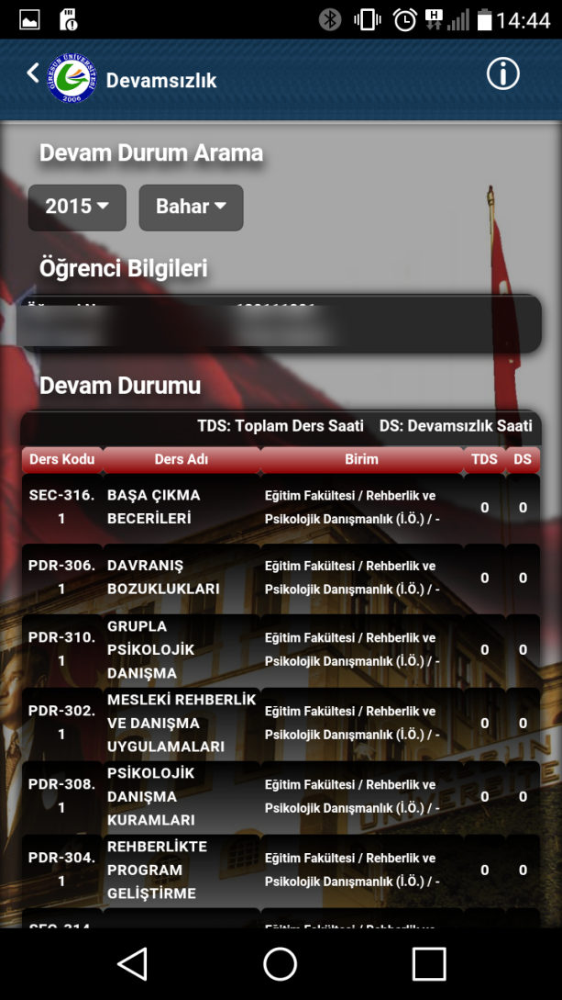 14:44
GİRESUN ÜNİVERSİTESİ
2006
Devamsızlık
Devam Durum Arama
2015 Bahar
Öğrenci Bilgileri
Devam Durumu
TDS: Toplam Ders Saati DS: Devamsızlık Saati
Ders Kodu Ders Adı Birim TDS DS
SEC-316. BAŞA ÇIKMA Eğitim Fakültesi / Rehberlik ve
1 BECERİLERİ Psikolojik Danışmanlık (İ.Ö.) / - 0 0
PDR-306. DAVRANIŞ Eğitim Fakültesi / Rehberlik ve
1 BOZUKLUKLARI Psikolojik Danışmanlık (İ.Ö.) / - 0 0
GRUPLA
PDR-310. PSİKOLOJİK Eğitim Fakültesi / Rehberlik ve
1 DANIŞMA Psikolojik Danışmanlık (İ.Ö.) / - 0 0
MESLEKİ REHBERLİK
PDR-302. VE DANIŞMA Eğitim Fakültesi / Rehberlik ve
1 UYGULAMALARI Psikolojik Danışmanlık (İ.Ö.) / - 0 0
PSİKOLOJİK
PDR-308. DANIŞMA Eğitim Fakültesi / Rehberlik ve
1 KURAMLARI Psikolojik Danışmanlık (İ.Ö.) / - 0 0
REHBERLİKTE
PDR-304. PROGRAM Eğitim Fakültesi / Rehberlik ve
1 GELİŞTİRME Psikolojik Danışmanlık (İ.Ö.) / - 0 0
SEC-314. Eğitim Fakültesi / Rehberlik ve